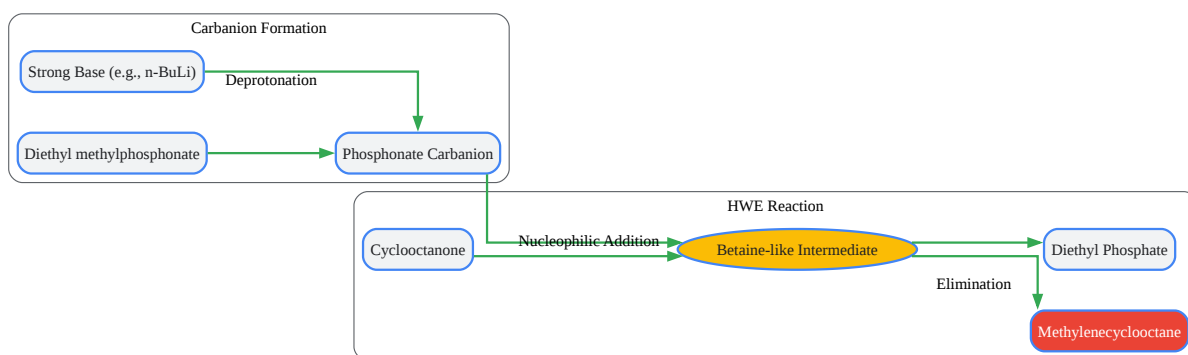 Carbanion Formation
Strong Base (e.g., n-BuLi)
Deprotonation
Diethyl methylphosphonate
Phosphonate Carbanion
HWE Reaction
Cyclooctanone
Nucleophilic Addition
Betaine-like Intermediate
Diethyl Phosphate
Elimination
Methylenecyclooctane